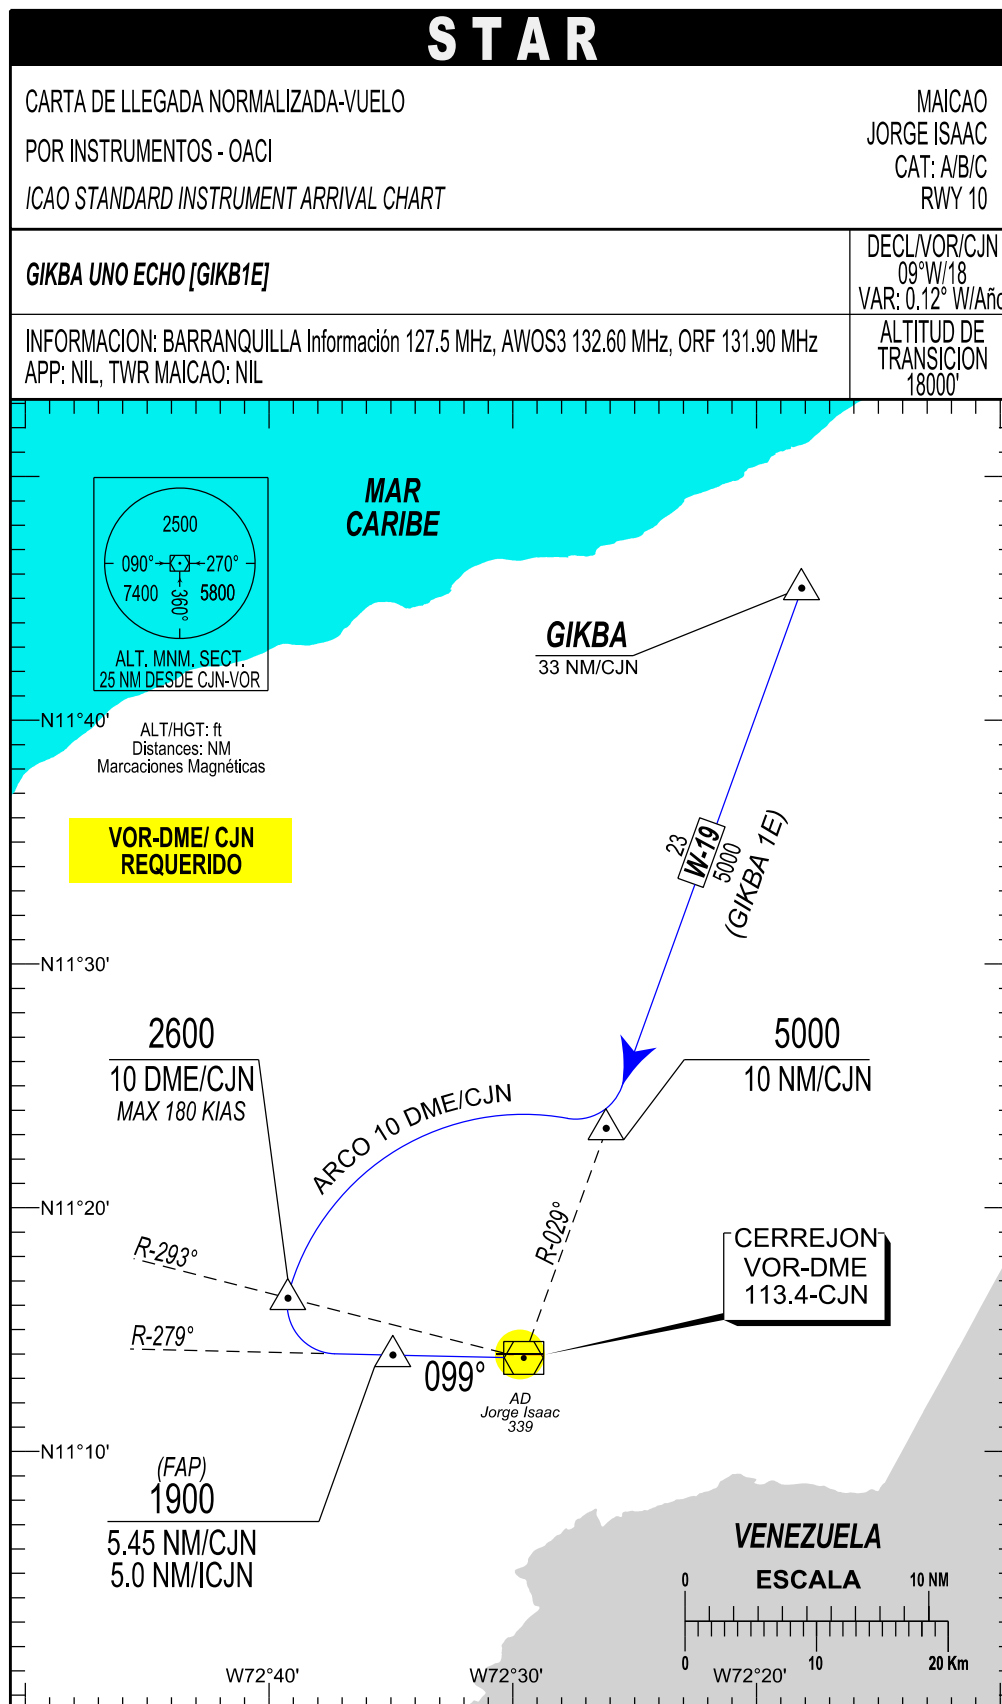 STAR
CARTA DE LLEGADA NORMALIZADA-VUELO
POR INSTRUMENTOS - OACI
ICAO STANDARD INSTRUMENT ARRIVAL CHART
MAICAO
JORGE ISAAC
CAT: A/B/C
RWY 10
GIKBA UNO ECHO [GIKB1E]
DECL/VOR/CJN
09°W/18
VAR: 0.12° W/Año
INFORMACION: BARRANQUILLA Información 127.5 MHz, AWOS3 132.60 MHz, ORF 131.90 MHz
APP: NIL, TWR MAICAO: NIL
ALTITUD DE
TRANSICION
18000'
MAR
CARIBE
2500
090°
270°
7400
5800
360°
ALT. MNM. SECT.
25 NM DESDE CJN-VOR
GIKBA
33 NM/CJN
N11°40'
ALT/HGT: ft
Distances: NM
Marcaciones Magnéticas
VOR-DME/ CJN
REQUERIDO
23
W-19
5000
(GIKBA 1E)
N11°30'
2600
10 DME/CJN
MAX 180 KIAS
5000
10 NM/CJN
ARCO 10 DME/CJN
N11°20'
R-029°
R-293°
R-279°
CERREJON
VOR-DME
113.4-CJN
099°
AD
Jorge Isaac
339
N11°10'
(FAP)
1900
5.45 NM/CJN
5.0 NM/ICJN
VENEZUELA
ESCALA
0
10 NM
0
10
20 Km
W72°40'
W72°30'
W72°20'